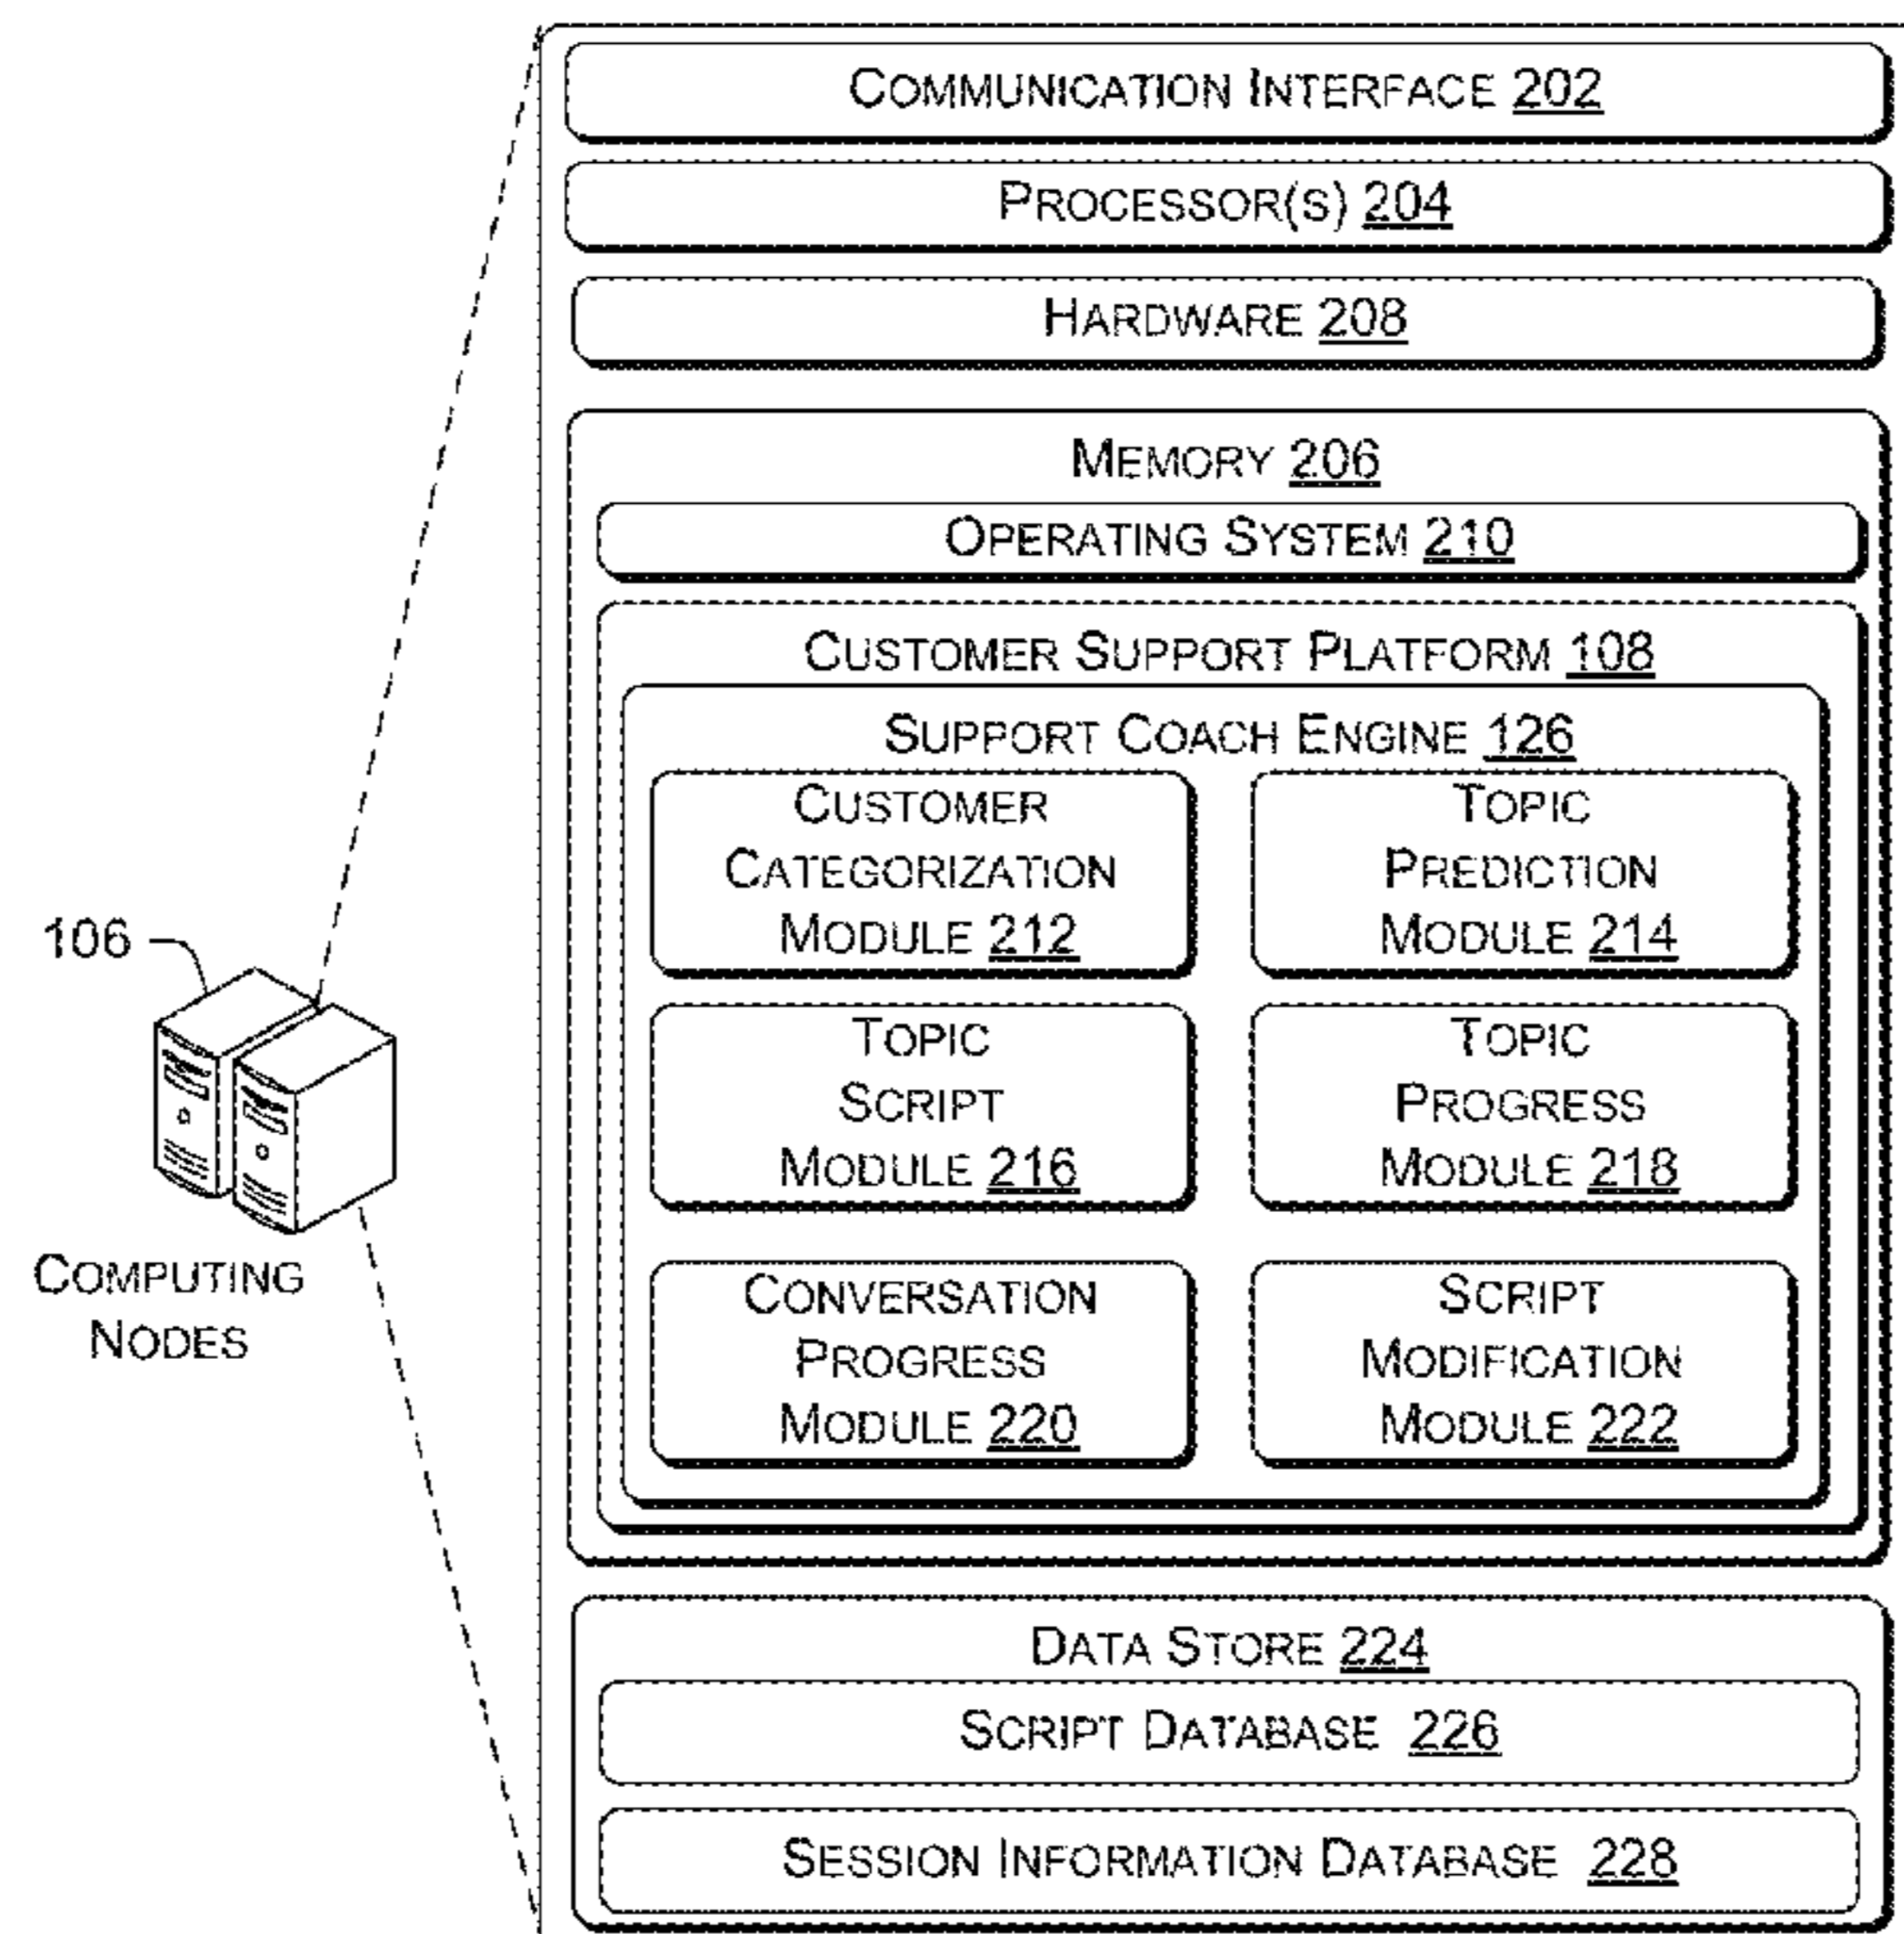 COMMUNICATION INTERFACE 202
PROCESSOR(S) 204
HARDWARE 208
MEMORY 206
OPERATING SYSTEM 210
CUSTOMER SUPPORT PLATFORM 108
SUPPORT COACH ENGINE 126
CUSTOMER
CATEGORIZATION
MODULE 212
TOPIC
PREDICTION
MODULE 214
TOPIC
SCRIPT
MODULE 216
TOPIC
PROGRESS
MODULE 218
CONVERSATION
PROGRESS
MODULE 220
SCRIPT
MODIFICATION
MODULE 222
106
COMPUTING
NODES
DATA STORE 224
SCRIPT DATABASE 226
SESSION INFORMATION DATABASE 228